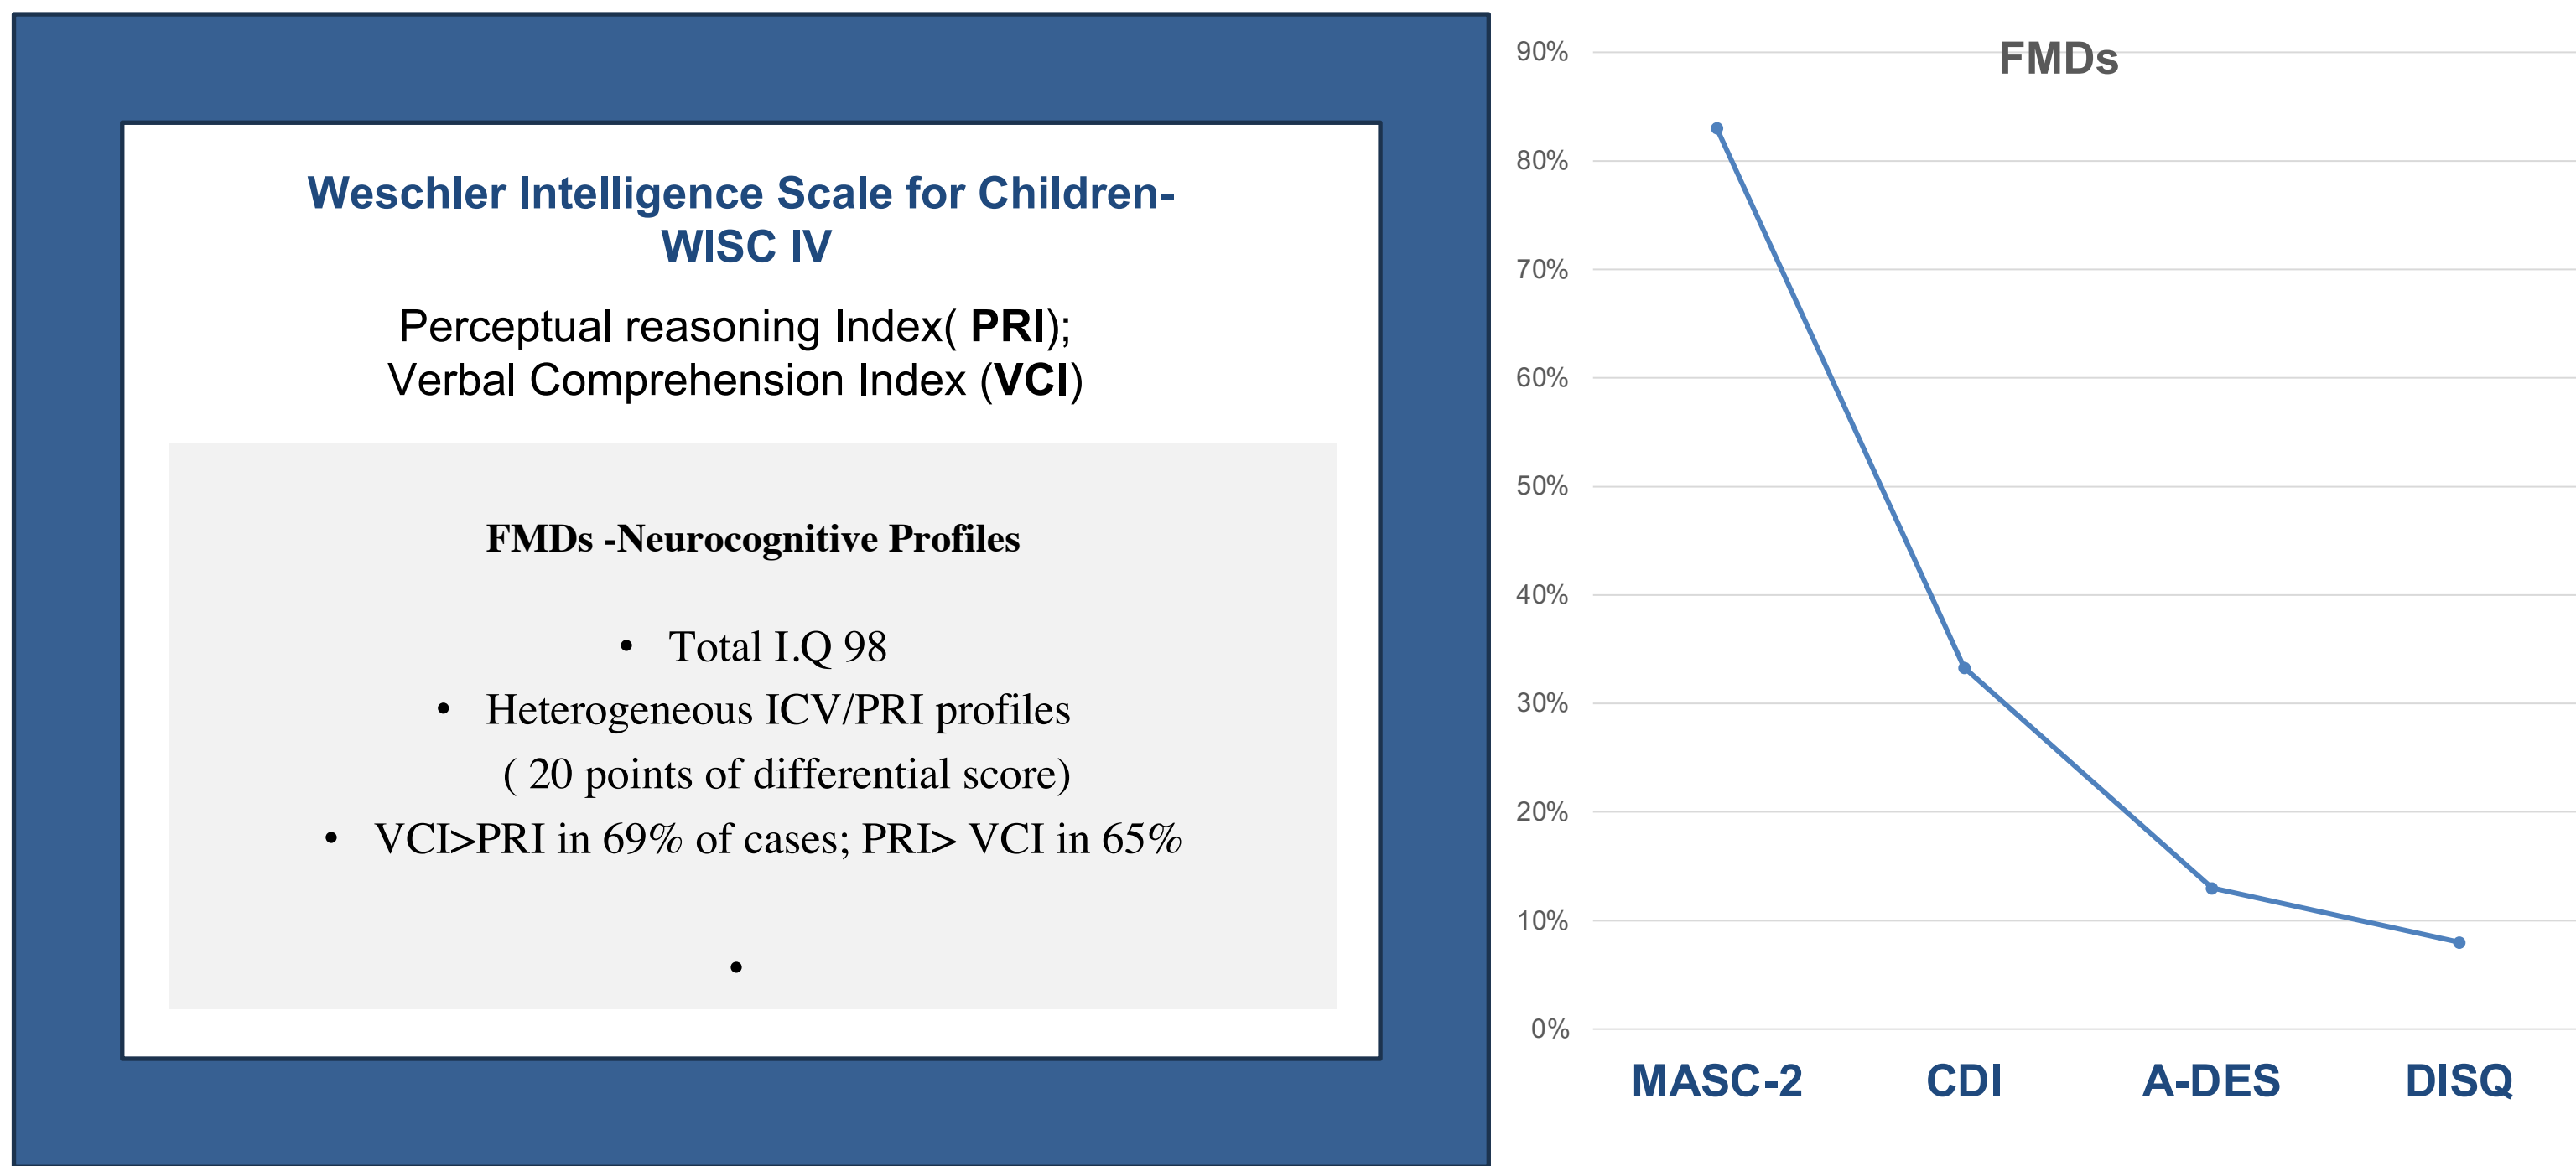 Weschler Intelligence Scale for Children-
WISC IV
Perceptual reasoning Index( PRI);
Verbal Comprehension Index (VCI)
FMDs -Neurocognitive Profiles
• Total I.Q 98
• Heterogeneous ICV/PRI profiles
( 20 points of differential score)
• VCI>PRI in 69% of cases; PRI> VCI in 65%
•
FMDs
90%
80%
70%
60%
50%
40%
30%
20%
10%
0%
MASC-2 CDI A-DES DISQ